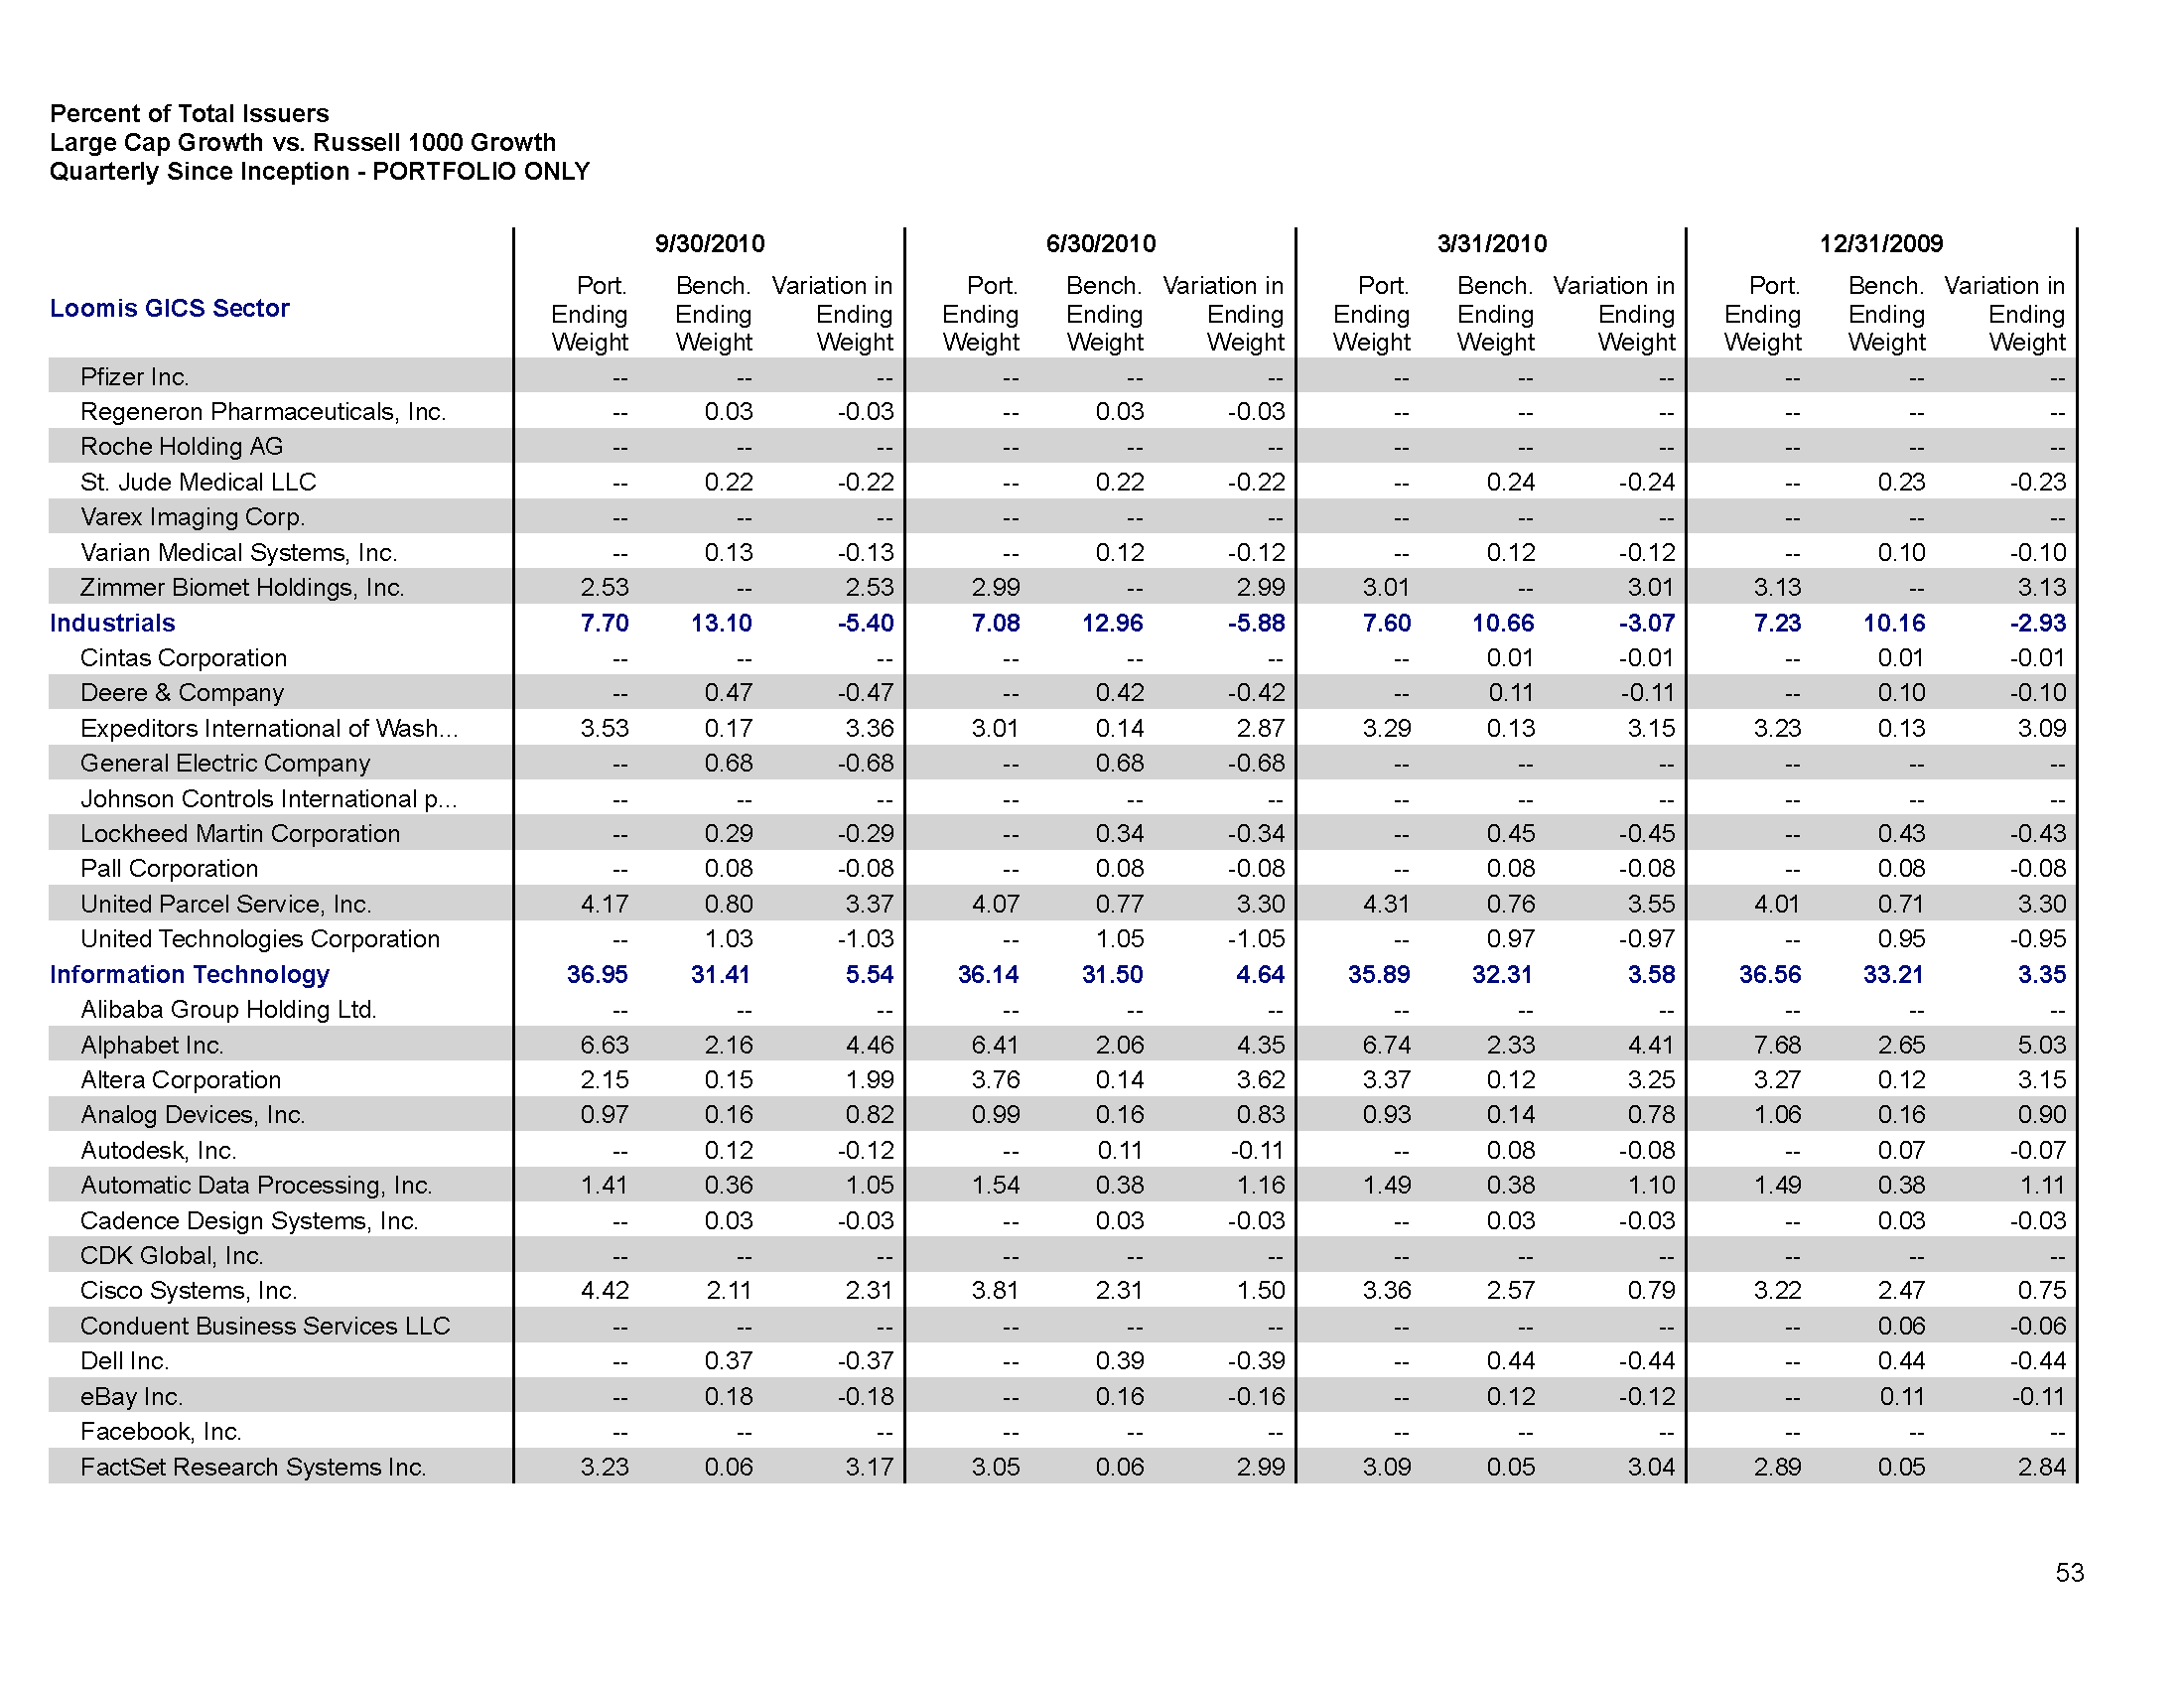 Percent of Total Issuers
Large Cap Growth vs. Russell 1000 Growth
Quarterly Since Inception - PORTFOLIO ONLY
9/30/2010 6/30/2010 3/31/2010 12/31/2009
Port. Bench. Variation in Port. Bench. Variation in Port. Bench. Variation in Port. Bench. Variation in
Loomis GICS Sector Ending Ending Ending Ending Ending Ending Ending Ending Ending Ending Ending Ending
Weight Weight Weight Weight Weight Weight Weight Weight Weight Weight Weight Weight
Pfizer Inc. -- -- -- -- -- -- -- -- -- -- -- --
Regeneron Pharmaceuticals, Inc. -- 0.03 -0.03 -- 0.03 -0.03 -- -- -- -- -- --
Roche Holding AG -- -- -- -- -- -- -- -- -- -- -- --
St. Jude Medical LLC -- 0.22 -0.22 -- 0.22 -0.22 -- 0.24 -0.24 -- 0.23 -0.23
Varex Imaging Corp. -- -- -- -- -- -- -- -- -- -- -- --
Varian Medical Systems, Inc. -- 0.13 -0.13 -- 0.12 -0.12 -- 0.12 -0.12 -- 0.10 -0.10
Zimmer Biomet Holdings, Inc. 2.53 -- 2.53 2.99 -- 2.99 3.01 -- 3.01 3.13 -- 3.13
Industrials 7.70 13.10 -5.40 7.08 12.96 -5.88 7.60 10.66 -3.07 7.23 10.16 -2.93
Cintas Corporation -- -- -- -- -- -- -- 0.01 -0.01 -- 0.01 -0.01
Deere & Company -- 0.47 -0.47 -- 0.42 -0.42 -- 0.11 -0.11 -- 0.10 -0.10
Expeditors International of Wash... 3.53 0.17 3.36 3.01 0.14 2.87 3.29 0.13 3.15 3.23 0.13 3.09
General Electric Company -- 0.68 -0.68 -- 0.68 -0.68 -- -- -- -- -- --
Johnson Controls International p... -- -- -- -- -- -- -- -- -- -- -- --
Lockheed Martin Corporation -- 0.29 -0.29 -- 0.34 -0.34 -- 0.45 -0.45 -- 0.43 -0.43
Pall Corporation -- 0.08 -0.08 -- 0.08 -0.08 -- 0.08 -0.08 -- 0.08 -0.08
United Parcel Service, Inc. 4.17 0.80 3.37 4.07 0.77 3.30 4.31 0.76 3.55 4.01 0.71 3.30
United Technologies Corporation -- 1.03 -1.03 -- 1.05 -1.05 -- 0.97 -0.97 -- 0.95 -0.95
Information Technology 36.95 31.41 5.54 36.14 31.50 4.64 35.89 32.31 3.58 36.56 33.21 3.35
Alibaba Group Holding Ltd. -- -- -- -- -- -- -- -- -- -- -- --
Alphabet Inc. 6.63 2.16 4.46 6.41 2.06 4.35 6.74 2.33 4.41 7.68 2.65 5.03
Altera Corporation 2.15 0.15 1.99 3.76 0.14 3.62 3.37 0.12 3.25 3.27 0.12 3.15
Analog Devices, Inc. 0.97 0.16 0.82 0.99 0.16 0.83 0.93 0.14 0.78 1.06 0.16 0.90
Autodesk, Inc. -- 0.12 -0.12 -- 0.11 -0.11 -- 0.08 -0.08 -- 0.07 -0.07
Automatic Data Processing, Inc. 1.41 0.36 1.05 1.54 0.38 1.16 1.49 0.38 1.10 1.49 0.38 1.11
Cadence Design Systems, Inc. -- 0.03 -0.03 -- 0.03 -0.03 -- 0.03 -0.03 -- 0.03 -0.03
CDK Global, Inc. -- -- -- -- -- -- -- -- -- -- -- --
Cisco Systems, Inc. 4.42 2.11 2.31 3.81 2.31 1.50 3.36 2.57 0.79 3.22 2.47 0.75
Conduent Business Services LLC -- -- -- -- -- -- -- -- -- -- 0.06 -0.06
Dell Inc. -- 0.37 -0.37 -- 0.39 -0.39 -- 0.44 -0.44 -- 0.44 -0.44
eBay Inc. -- 0.18 -0.18 -- 0.16 -0.16 -- 0.12 -0.12 -- 0.11 -0.11
Facebook, Inc. -- -- -- -- -- -- -- -- -- -- -- --
FactSet Research Systems Inc. 3.23 0.06 3.17 3.05 0.06 2.99 3.09 0.05 3.04 2.89 0.05 2.84
53